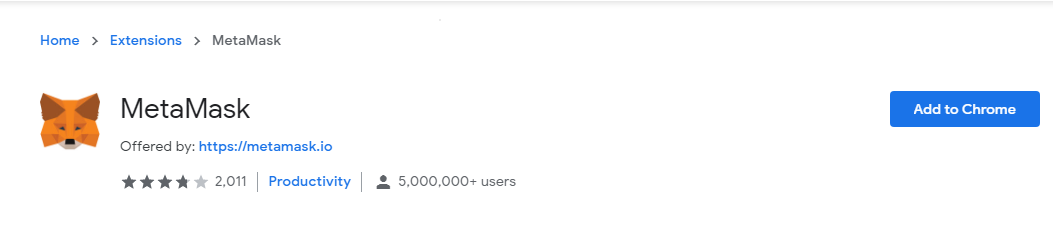 Home > Extensions > MetaMask
MetaMask
Add to Chrome
Offered by: https://metamask.io
2,011 | Productivity | 5,000,000+ users